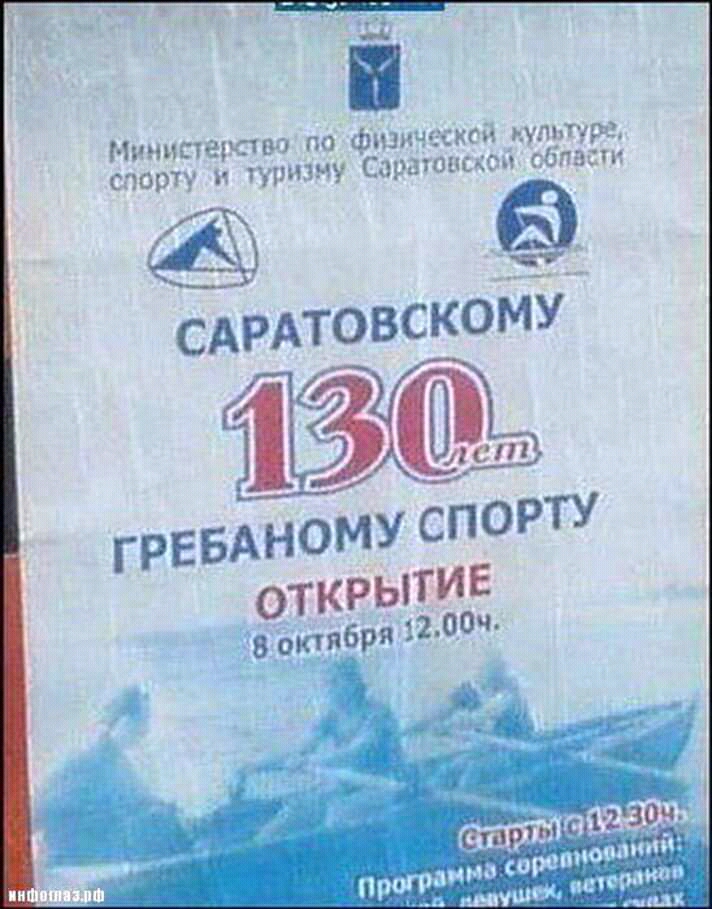 Министерство по физической культуре,
спорту и туризму Саратовской области
САРАТОВСКОМУ
130 лет
ГРЕБАНОМУ СПОРТУ
ОТКРЫТИЕ
8 октября 12.00ч.
Старты с 12 30ч.
Программа соревнований:
девушек, ветеранов
судах
инфоглаз.рф